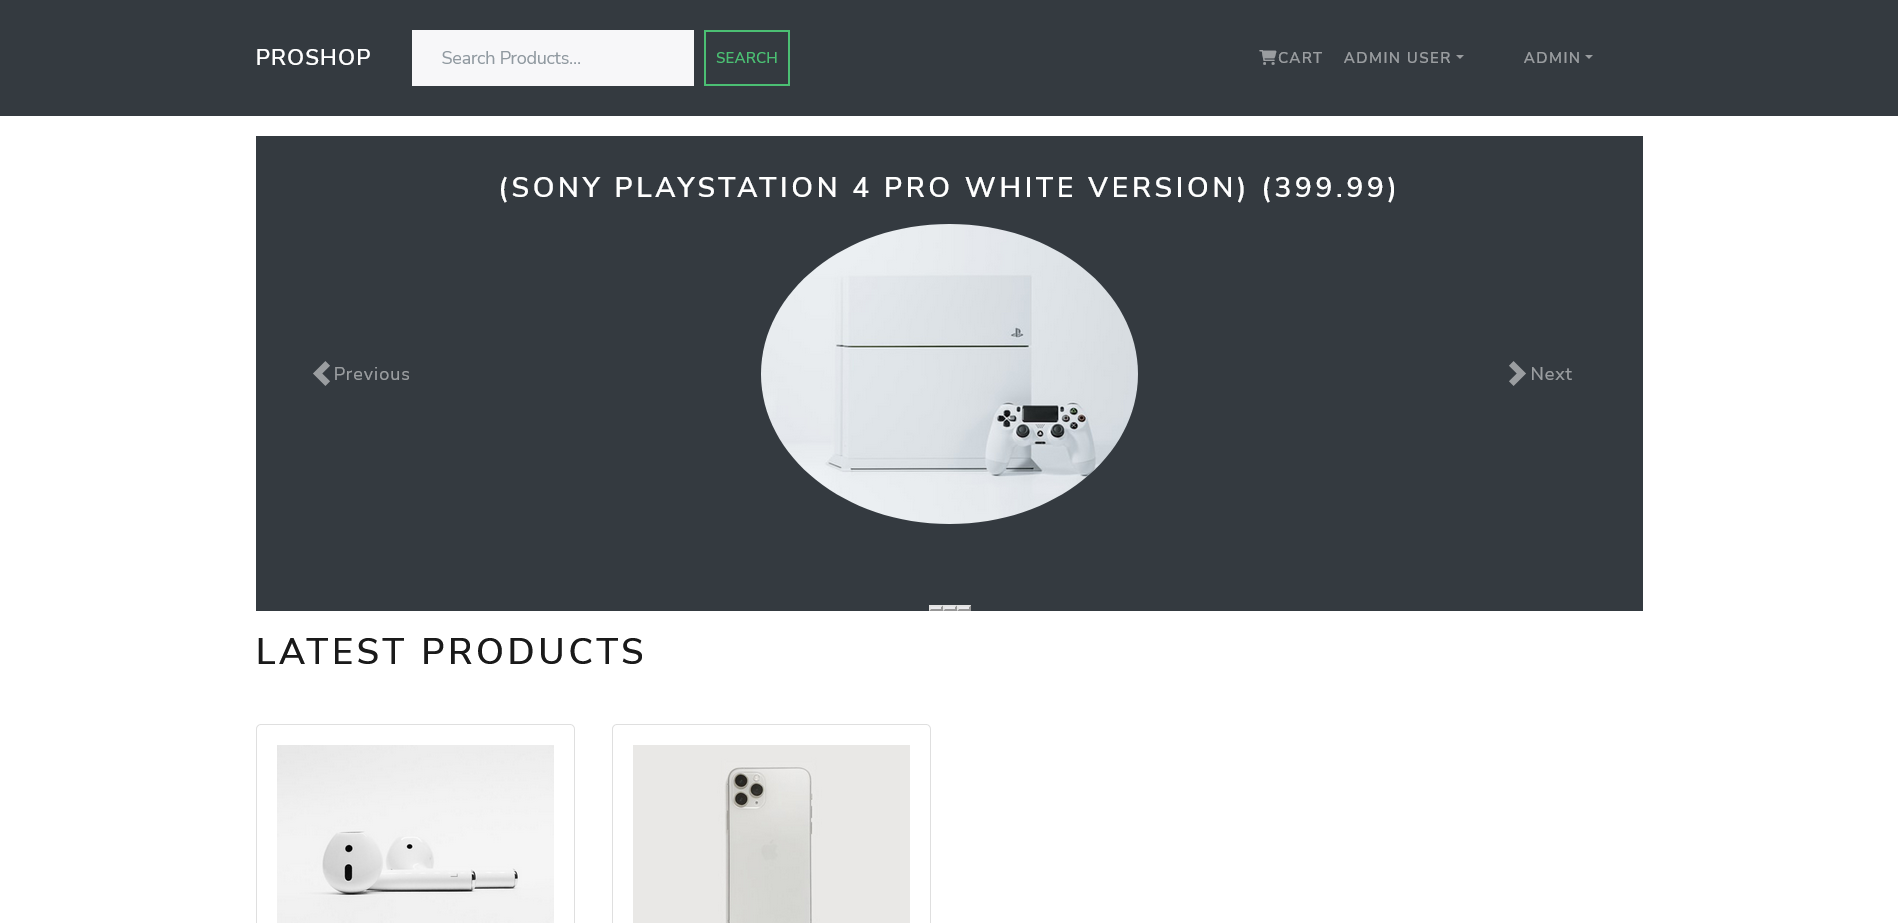 PROSHOP
Search Products...
SEARCH
CART
ADMIN USER
ADMIN
(SONY PLAYSTATION 4 PRO WHITE VERSION) (399.99)
Previous
Next
LATEST PRODUCTS